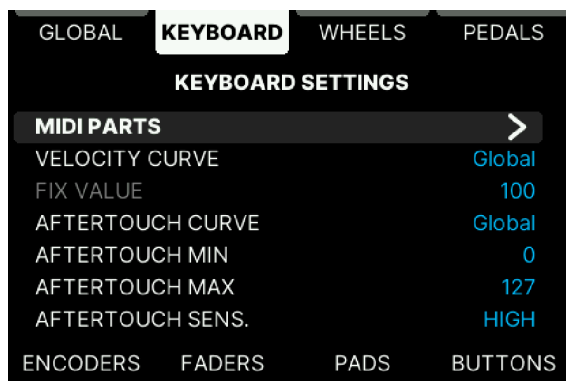 GLOBAL KEYBOARD WHEELS PEDALS
KEYBOARD SETTINGS
MIDI PARTS >
VELOCITY CURVE Global
FIX VALUE 100
AFTERTOUCH CURVE Global
AFTERTOUCH MIN 0
AFTERTOUCH MAX 127
AFTERTOUCH SENS. HIGH
ENCODERS FADERS PADS BUTTONS